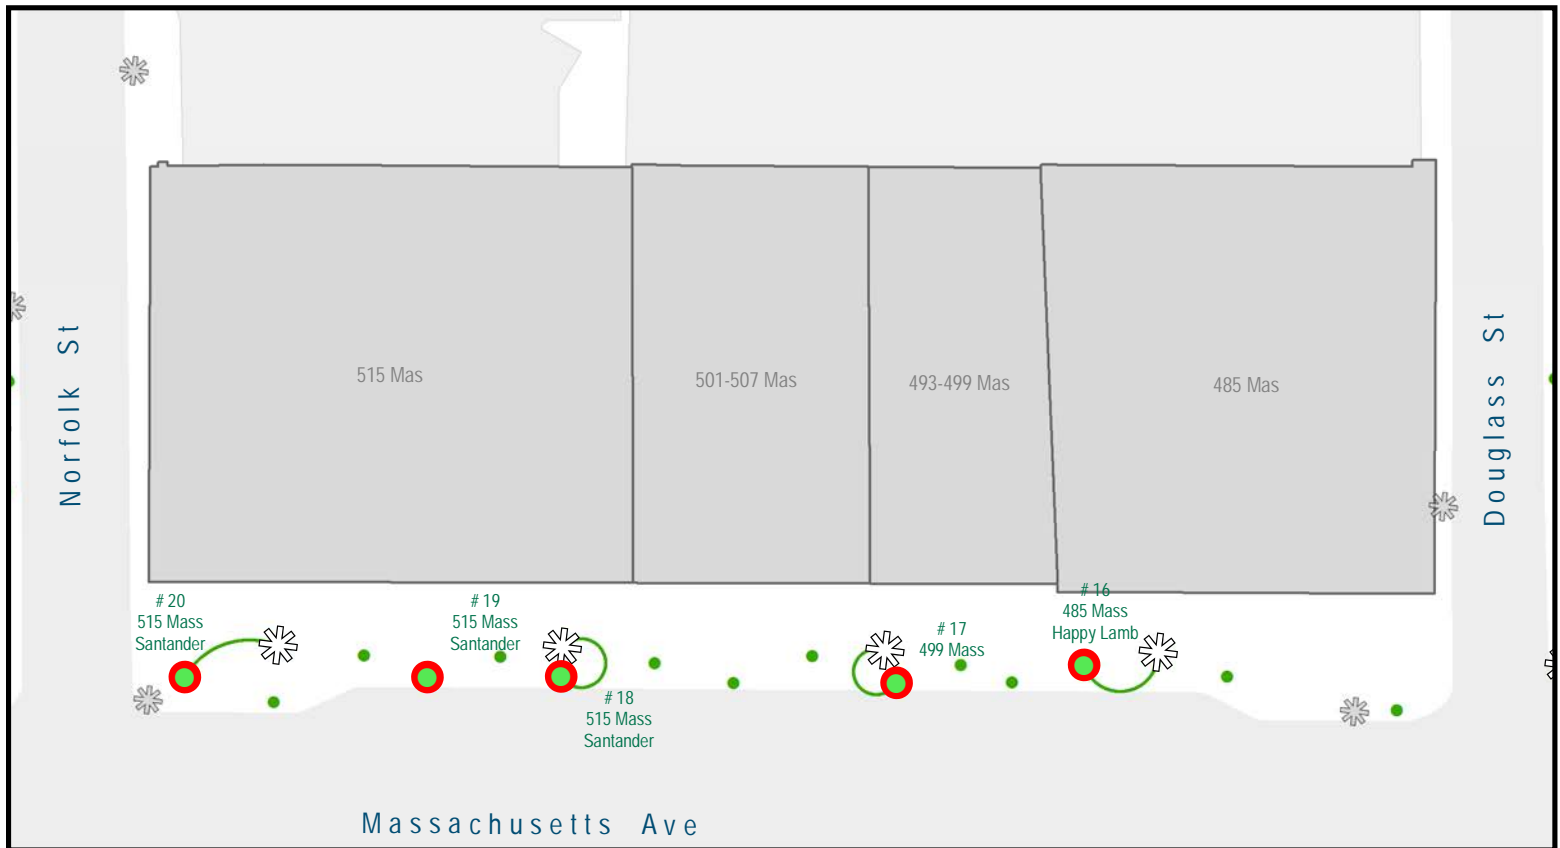 Norfolk St
515 Mas
501-507 Mas
493-499 Mas
485 Mas
Douglass St
# 20
515 Mass
Santander
# 19
515 Mass
Santander
# 18
515 Mass
Santander
# 17
499 Mass
# 16
485 Mass
Happy Lamb
Massachusetts Ave